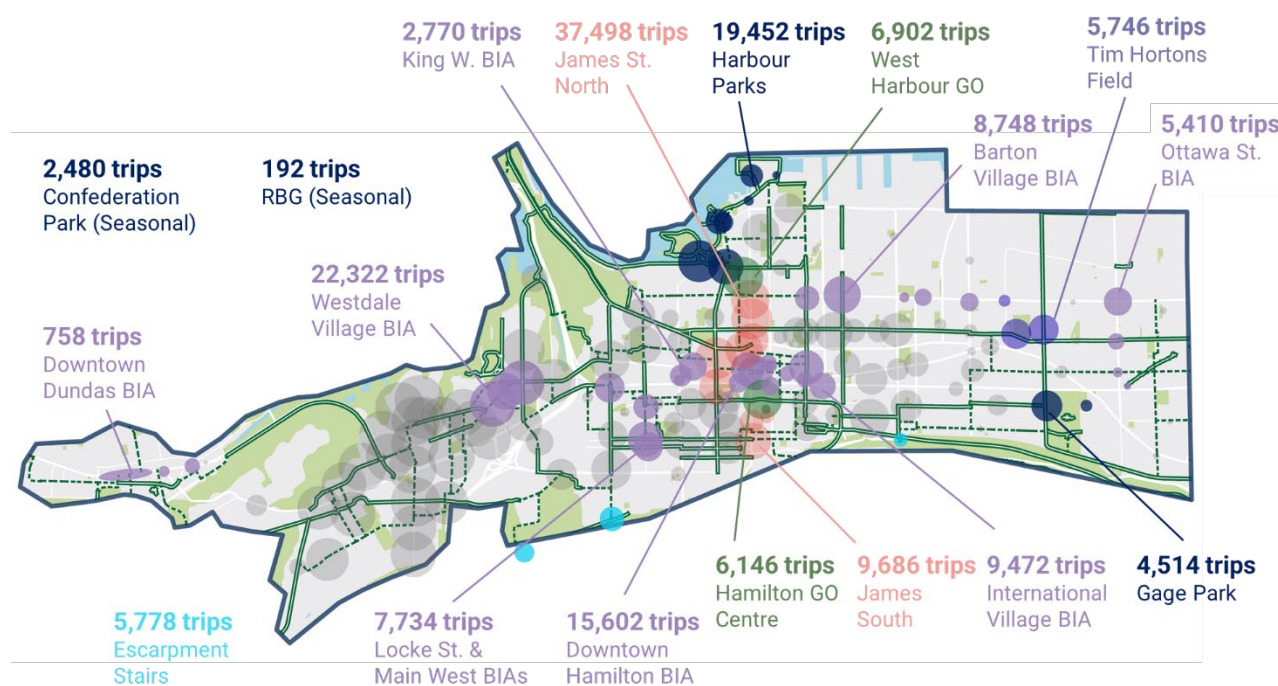 2,770 trips
King W. BIA
37,498 trips
James St.
North
19,452 trips
Harbour
Parks
6,902 trips
West
Harbour GO
5,746 trips
Tim Hortons
Field
8,748 trips
Barton
Village BIA
5,410 trips
Ottawa St.
BIA
2,480 trips
Confederation
Park (Seasonal)
192 trips
RBG (Seasonal)
22,322 trips
Westdale
Village BIA
758 trips
Downtown
Dundas BIA
5,778 trips
Escarpment
Stairs
7,734 trips
Locke St. &
Main West BIAs
15,602 trips
Downtown
Hamilton BIA
6,146 trips
Hamilton GO
Centre
9,686 trips
James
South
9,472 trips
International
Village BIA
4,514 trips
Gage Park